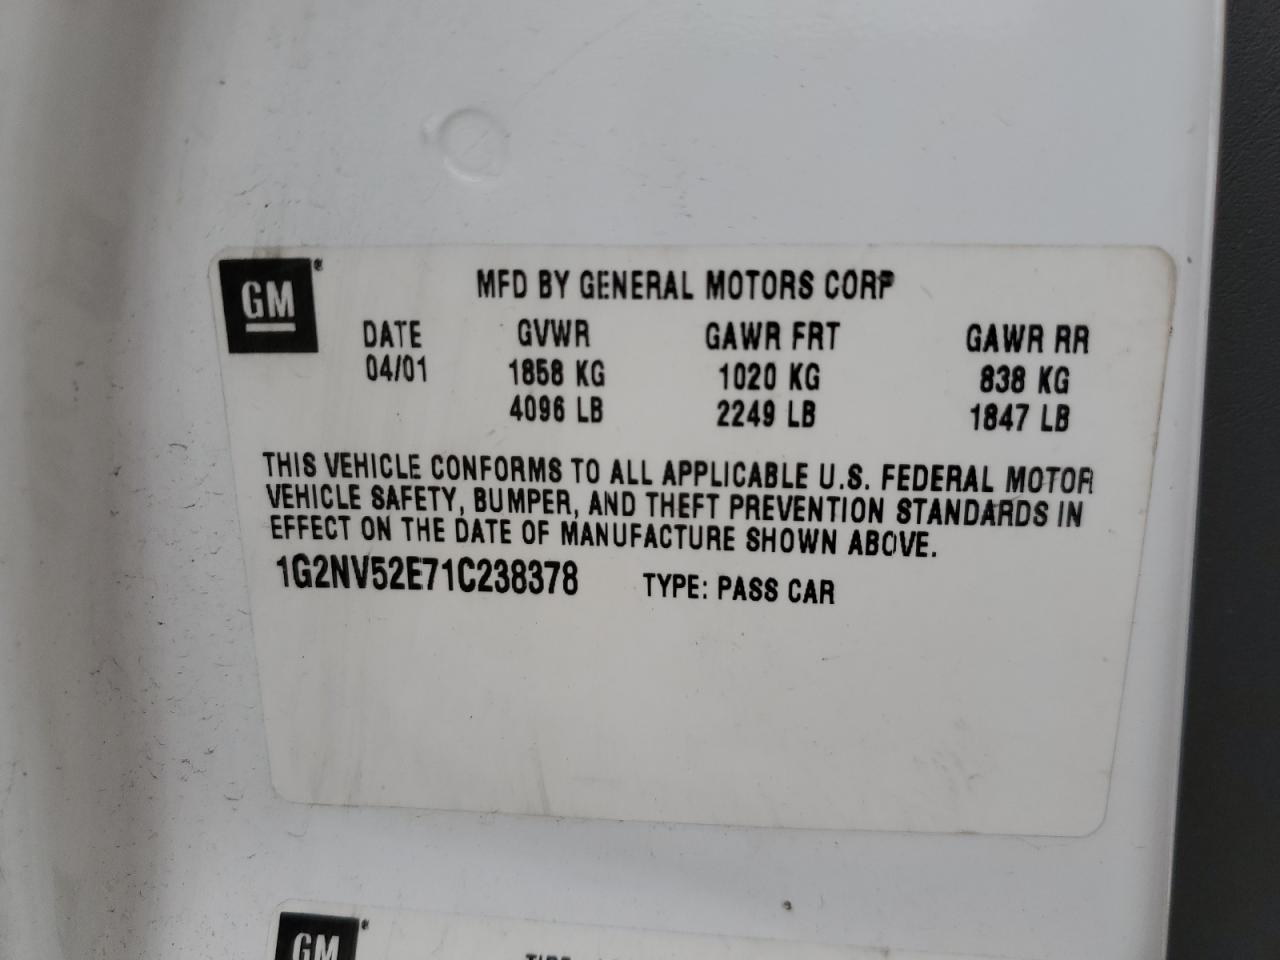 GM®
MFD BY GENERAL MOTORS CORP
DATE GVWR GAWR FRT GAWR RR
04/01 1858 KG 1020 KG 838 KG
4096 LB 2249 LB 1847 LB
THIS VEHICLE CONFORMS TO ALL APPLICABLE U.S. FEDERAL MOTOR
VEHICLE SAFETY, BUMPER, AND THEFT PREVENTION STANDARDS IN
EFFECT ON THE DATE OF MANUFACTURE SHOWN ABOVE.
1G2NV52E71C238378 TYPE: PASS CAR
GM®